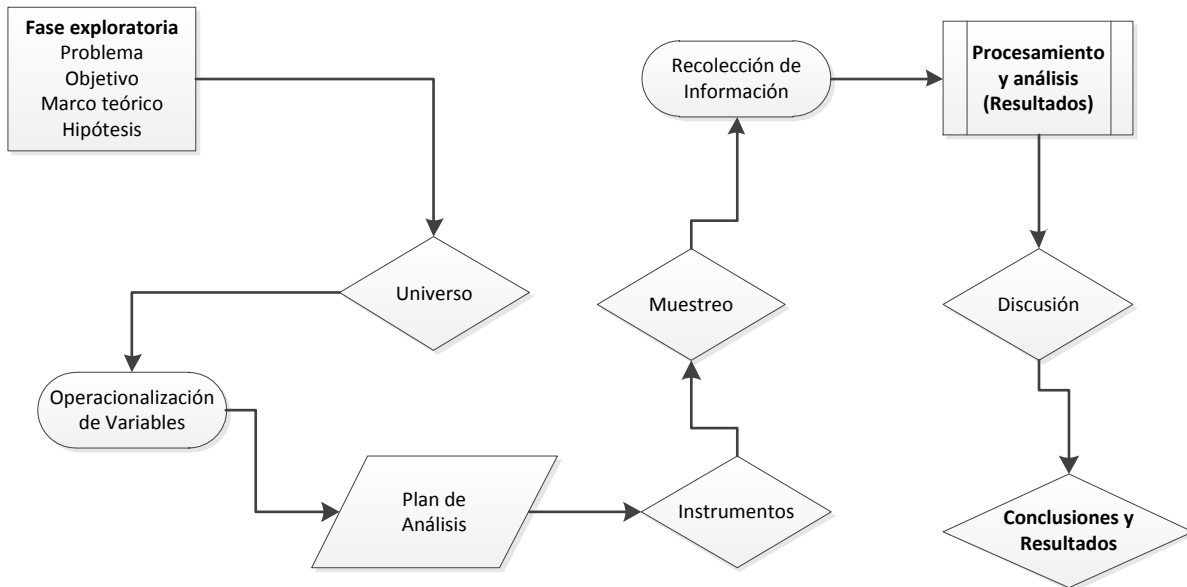 Fase exploratoria
Problema
Objetivo
Marco teórico
Hipótesis
Universo
Operacionalización
de Variables
Plan de
Análisis
Instrumentos
Muestreo
Recolección de
Información
Procesamiento
y análisis
(Resultados)
Discusión
Conclusiones y
Resultados